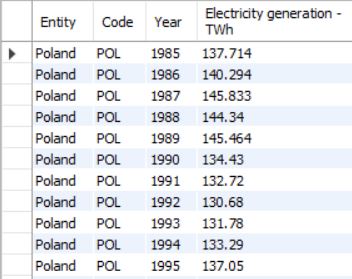 Entity Code Year Electricity generation - TWh
Poland POL 1985 137.714
Poland POL 1986 140.294
Poland POL 1987 145.833
Poland POL 1988 144.34
Poland POL 1989 145.464
Poland POL 1990 134.43
Poland POL 1991 132.72
Poland POL 1992 130.68
Poland POL 1993 131.78
Poland POL 1994 133.29
Poland POL 1995 137.05